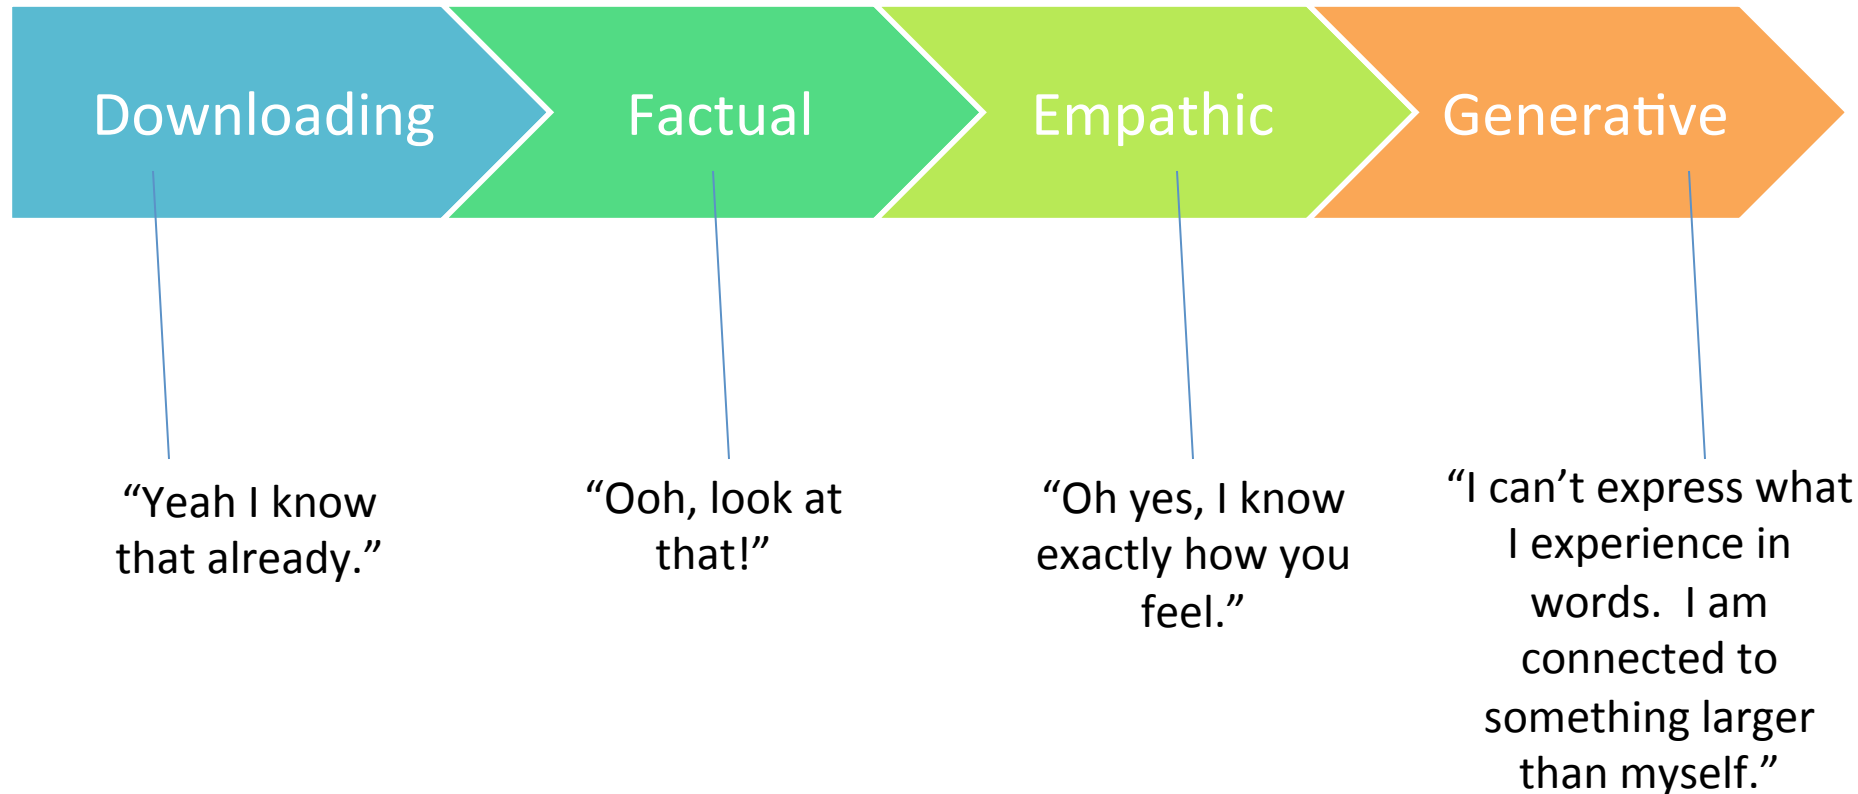 Downloading
Factual
Empathic
Generative
“Yeah I know
that already.”
“Ooh, look at
that!”
“Oh yes, I know
exactly how you
feel.”
“I can’t express what
I experience in
words.  I am
connected to
something larger
than myself.”